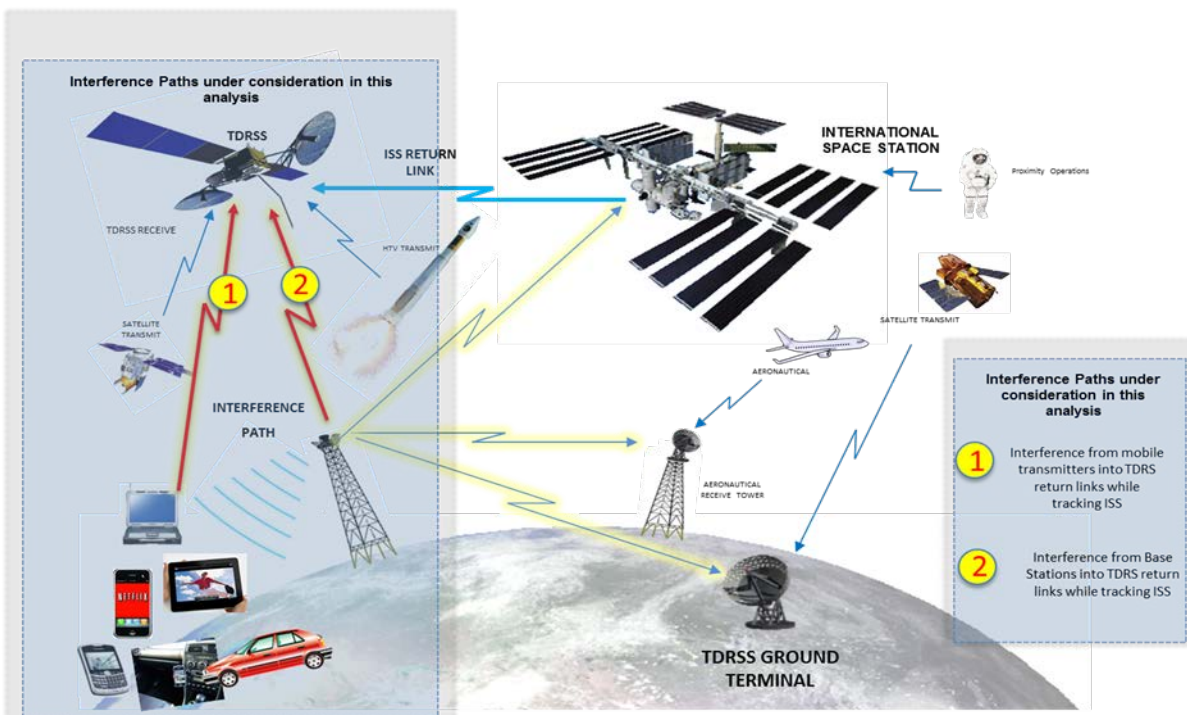 Interference Paths under consideration in this
analysis
TDRSS
ISS RETURN
LINK
TDRSS RECEIVE
HTV TRANSMIT
1
2
SATELLITE
TRANSMIT
INTERFERENCE
PATH
NETFLIX
INTERNATIONAL
SPACE STATION
Proximity Operations
SATELLITE TRANSMIT
AERONAUTICAL
AERONAUTICAL
RECEIVE TOWER
TDRSS GROUND
TERMINAL
Interference Paths under
consideration in this
analysis
1
Interference from mobile
transmitters into TDRS
return links while
tracking ISS
2
Interference from Base
Stations into TDRS return
links while tracking ISS